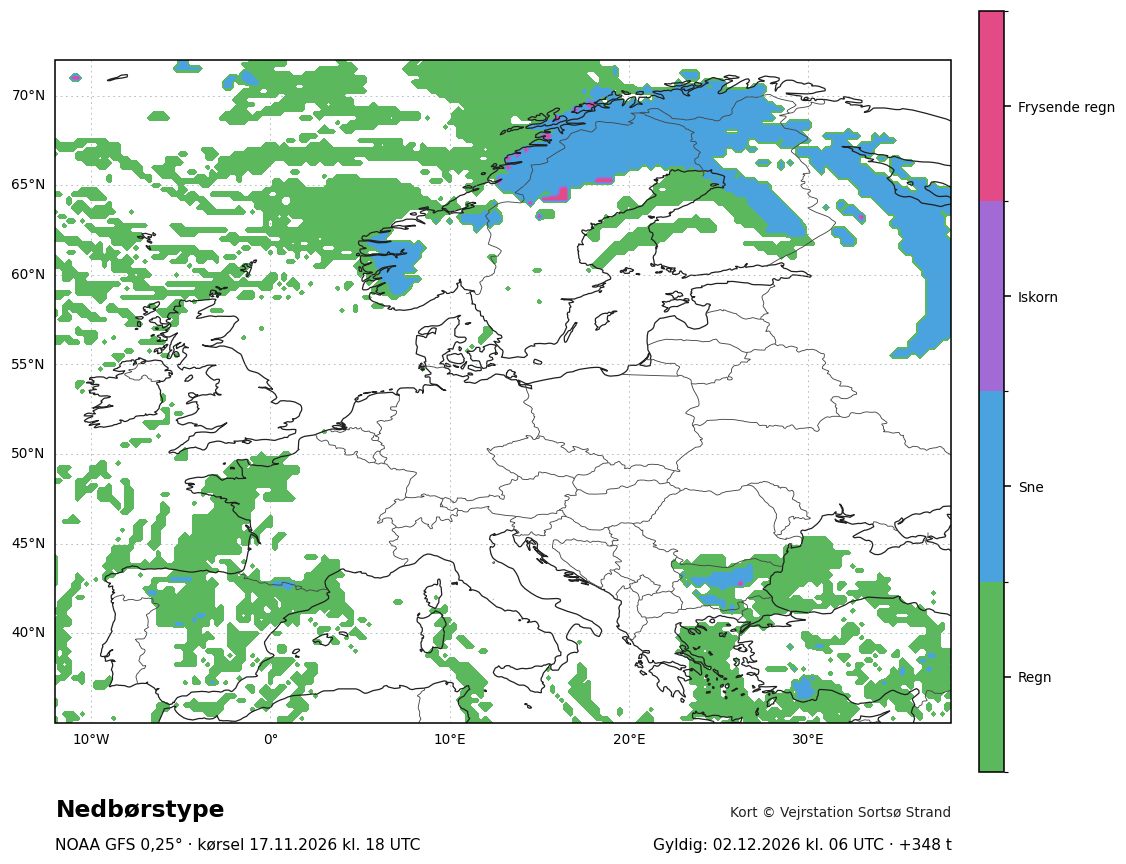 70°N
65°N
60°N
55°N
50°N
45°N
40°N
10°W
0°
10°E
20°E
30°E
Frysende regn
Iskorn
Sne
Regn
Nedbørstype
Kort © Vejrstation Sortsø Strand
NOAA GFS 0,25° · kørsel 17.11.2026 kl. 18 UTC
Gyldig: 02.12.2026 kl. 06 UTC · +348 t